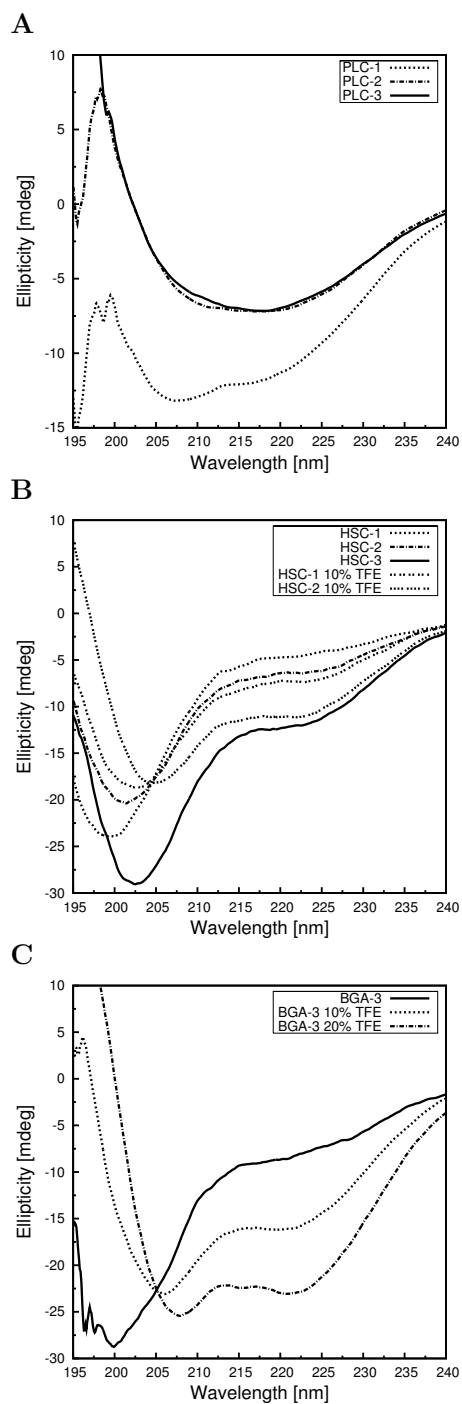 A
10
5
0
-5
-10
-15
195 200 205 210 215 220 225 230 235 240
Ellipticity [mdeg]
Wavelength [nm]
PLC-1
PLC-2
PLC-3
B
10
5
0
-5
-10
-15
-20
-25
-30
195 200 205 210 215 220 225 230 235 240
Ellipticity [mdeg]
Wavelength [nm]
HSC-1
HSC-2
HSC-3
HSC-1 10% TFE
HSC-2 10% TFE
C
10
5
0
-5
-10
-15
-20
-25
-30
195 200 205 210 215 220 225 230 235 240
Ellipticity [mdeg]
Wavelength [nm]
BGA-3
BGA-3 10% TFE
BGA-3 20% TFE